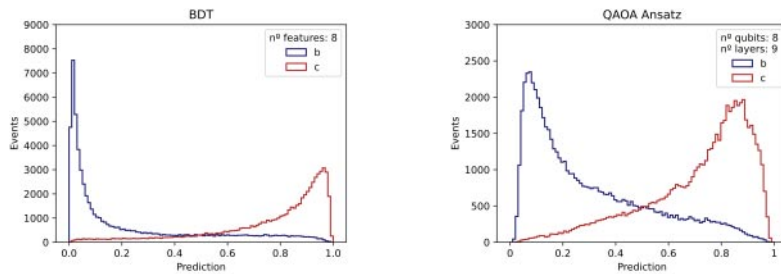 BDT
nº features: 8
b
c
9000
8000
7000
6000
5000
4000
3000
2000
1000
0
Events
0.0 0.2 0.4 0.6 0.8 1.0
Prediction
QAOA Ansatz
nº qubits: 8
nº layers: 9
b
c
3000
2500
2000
1500
1000
500
0
Events
0 0.2 0.4 0.6 0.8 1
Prediction